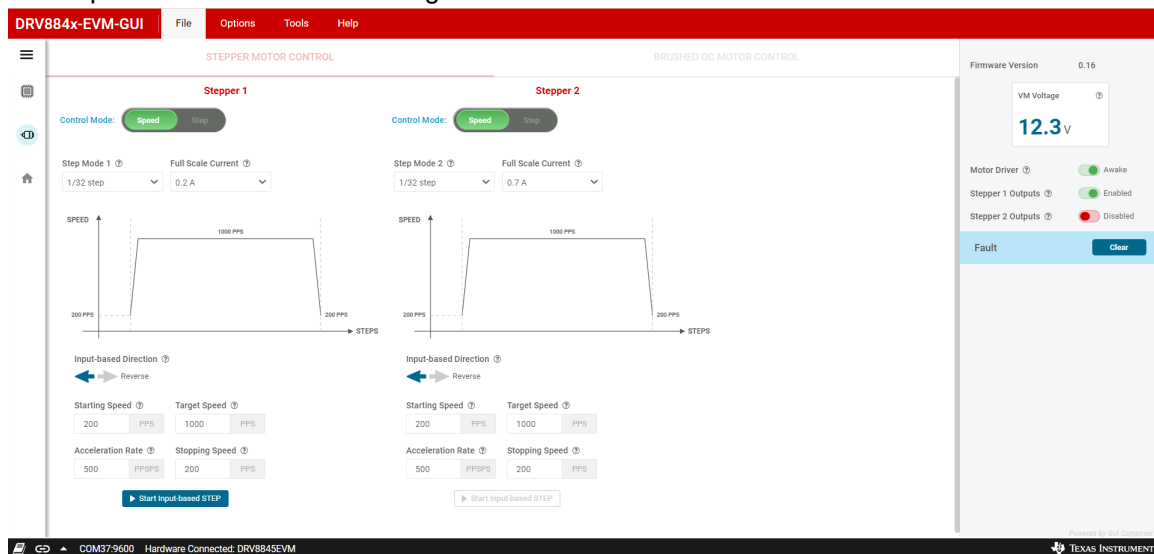 DRV884x-EVM-GUI File Options Tools Help
STEPPER MOTOR CONTROL BRUSHED DC MOTOR CONTROL
Firmware Version 0.16
Stepper 1 Stepper 2
VM Voltage
12.3 V
Control Mode: Speed Step Control Mode: Speed Step
Step Mode 1 Full Scale Current Step Mode 2 Full Scale Current
1/32 step 0.2 A 1/32 step 0.7 A
Motor Driver Awake
Stepper 1 Outputs Enabled
Stepper 2 Outputs Disabled
Fault Clear
SPEED SPEED
1000 PPS 1000 PPS
200 PPS 200 PPS 200 PPS 200 PPS
STEPS STEPS
Input-based Direction Input-based Direction
Reverse Reverse
Starting Speed Target Speed Starting Speed Target Speed
200 PPS 1000 PPS 200 PPS 1000 PPS
Acceleration Rate Stopping Speed Acceleration Rate Stopping Speed
500 PPSPS 200 PPS 500 PPSPS 200 PPS
Start Input-based STEP Start Input-based STEP
Powered By GUI Composer
COM37:9600 Hardware Connected: DRV8845EVM TEXAS INSTRUMENT